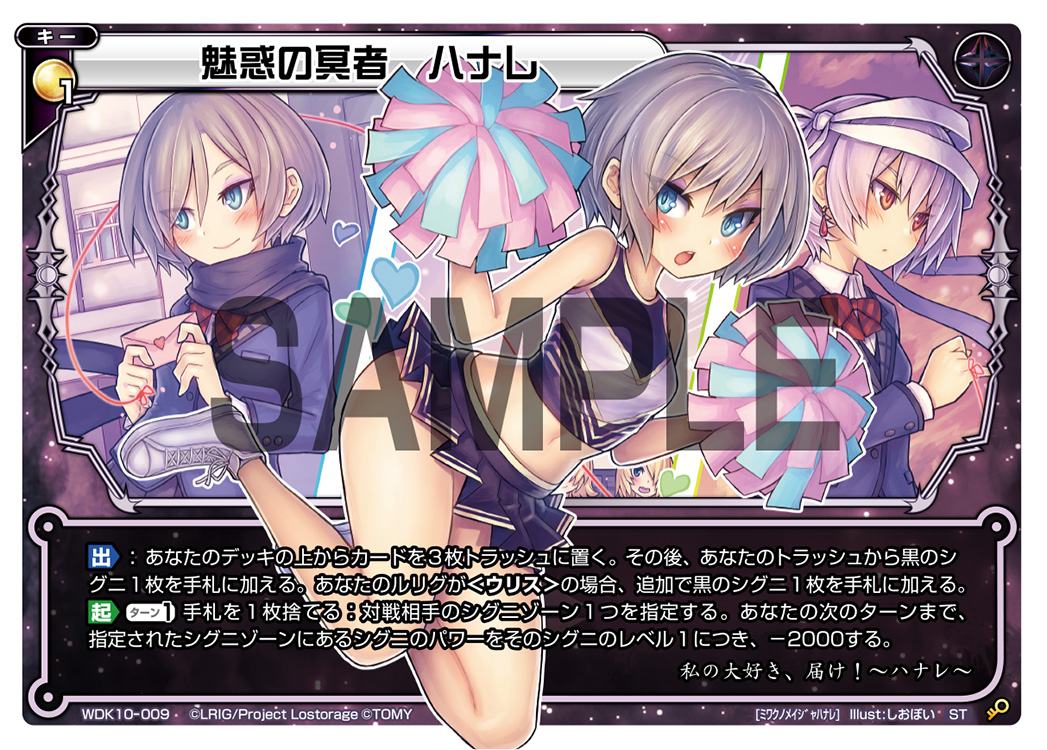 キー
魅惑の冥者　ハナレ
1
SAMPLE
出：あなたのデッキの上からカードを３枚トラッシュに置く。その後、あなたのトラッシュから黒のシ
グニ１枚を手札に加える。あなたのルリグが＜ウリス＞の場合、追加で黒のシグニ１枚を手札に加える。
起 ターン1 手札を１枚捨てる：対戦相手のシグニゾーン１つを指定する。あなたの次のターンまで、
指定されたシグニゾーンにあるシグニのパワーをそのシグニのレベル１につき、－2000する。
私の大好き、届け！～ハナレ～
WDK10-009 ©LRIG/Project Lostorage ©TOMY [ﾐﾜｸﾉﾒｲｼﾞｬﾊﾅﾚ] Illust:しおぼい ST